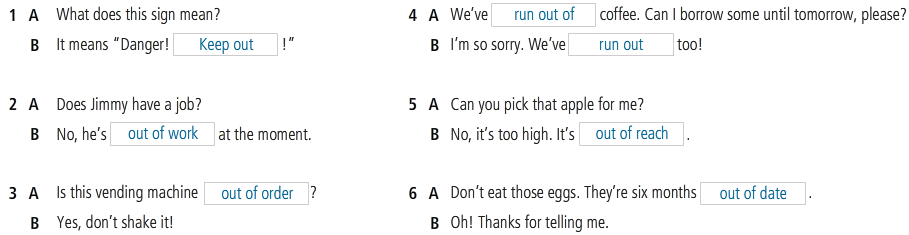 1 A What does this sign mean?
B It means “Danger! Keep out !”
2 A Does Jimmy have a job?
B No, he’s out of work at the moment.
3 A Is this vending machine out of order ?
B Yes, don’t shake it!
4 A We’ve run out of coffee. Can I borrow some until tomorrow, please?
B I’m so sorry. We’ve run out too!
5 A Can you pick that apple for me?
B No, it’s too high. It’s out of reach .
6 A Don’t eat those eggs. They’re six months out of date .
B Oh! Thanks for telling me.